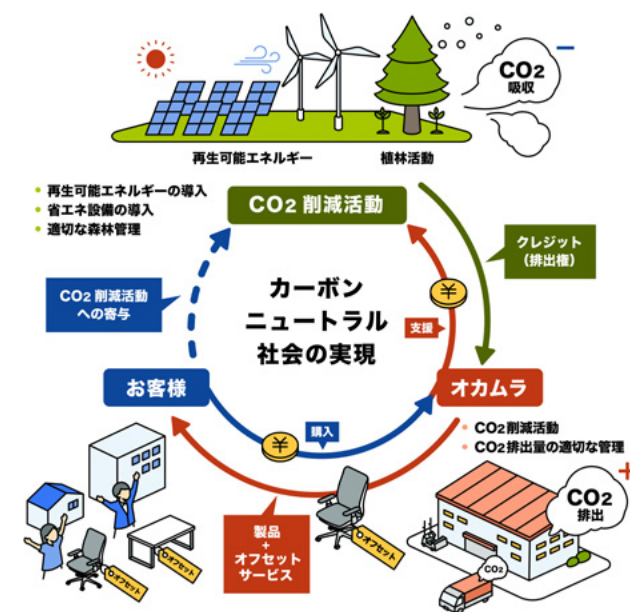 CO2
吸収
再生可能エネルギー
植林活動
再生可能エネルギーの導入
省エネ設備の導入
適切な森林管理
CO2 削減活動
クレジット
(排出権)
CO2 削減活動
への寄与
カーボン
ニュートラル
社会の実現
¥
支援
お客様
オカムラ
¥
購入
CO2削減活動
CO2排出量の適切な管理
CO2
排出
製品
+
オフセット
サービス
オフセット
オフセット
オフセット
CO2